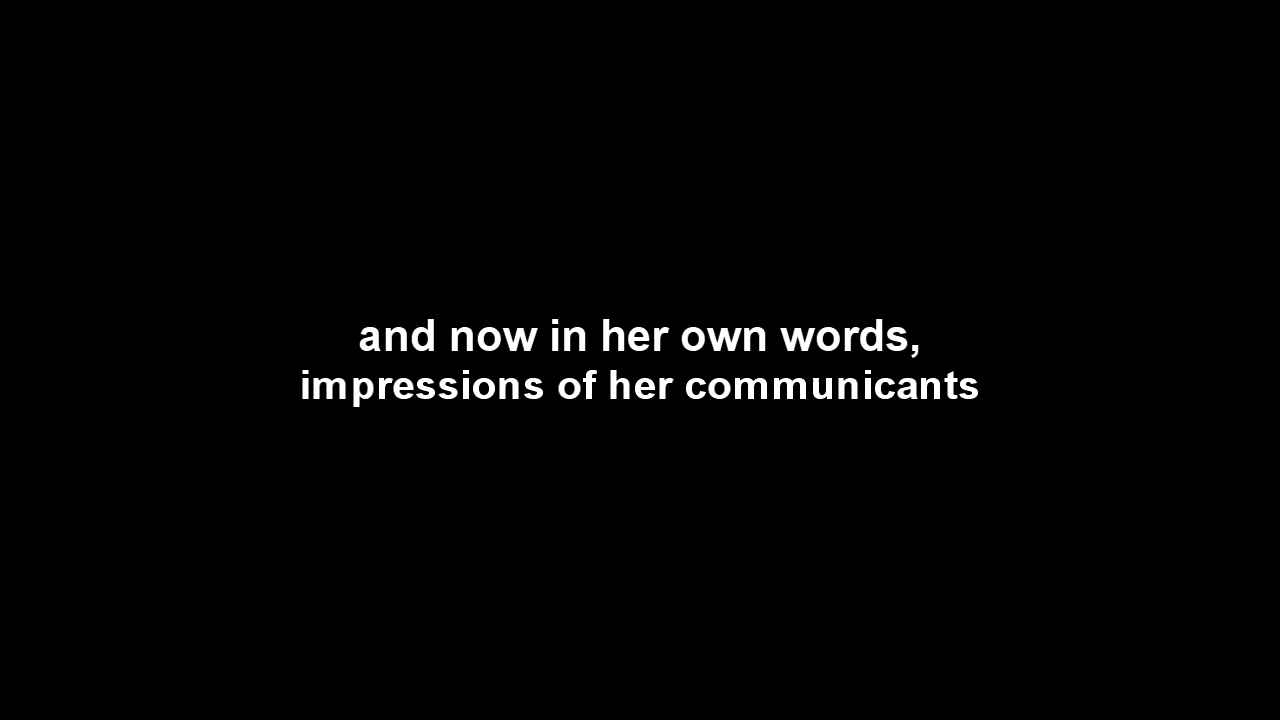 and now in her own words,
impressions of her communicants